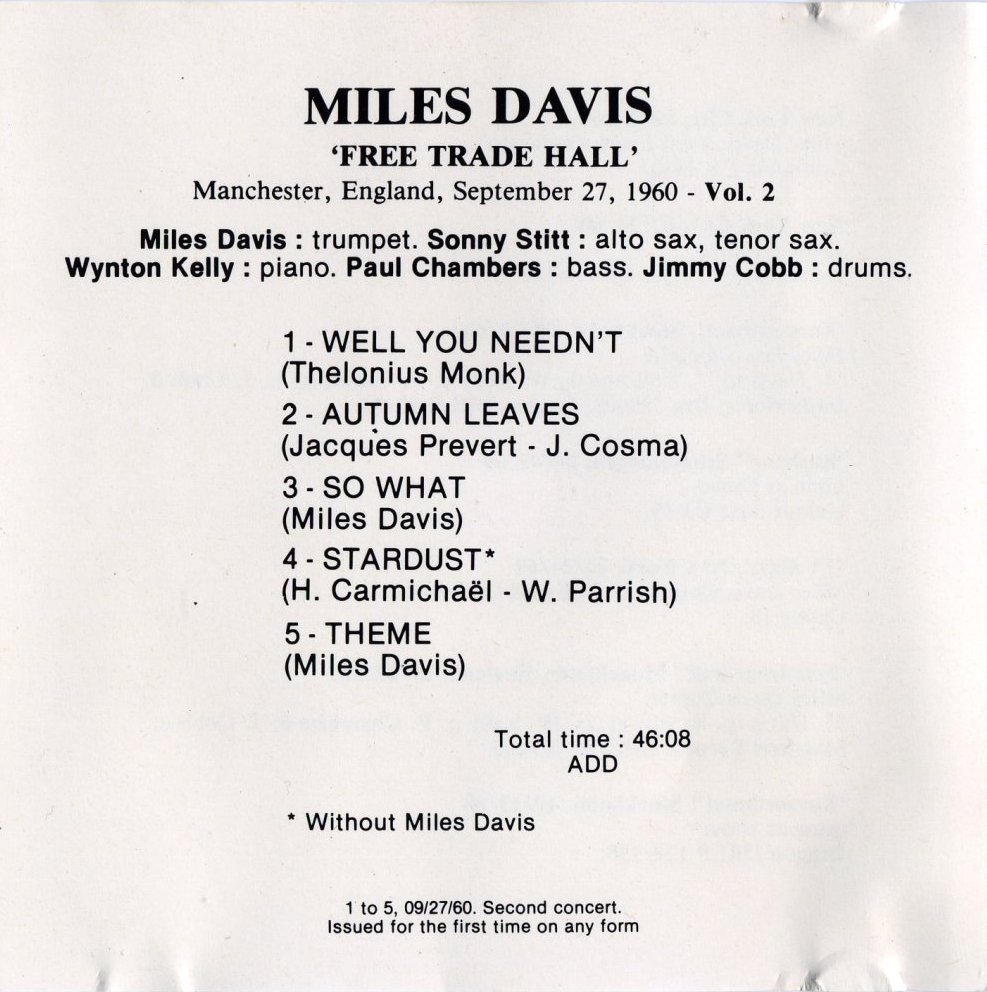 MILES DAVIS
'FREE TRADE HALL'
Manchester, England, September 27, 1960 - Vol. 2
Miles Davis : trumpet. Sonny Stitt : alto sax, tenor sax.
Wynton Kelly : piano. Paul Chambers : bass. Jimmy Cobb : drums.
1 - WELL YOU NEEDN'T
(Thelonius Monk)
2 - AUTUMN LEAVES
(Jacques Prevert - J. Cosma)
3 - SO WHAT
(Miles Davis)
4 - STARDUST*
(H. Carmichaël - W. Parrish)
5 - THEME
(Miles Davis)
Total time : 46:08
ADD
* Without Miles Davis
1 to 5, 09/27/60. Second concert.
Issued for the first time on any form